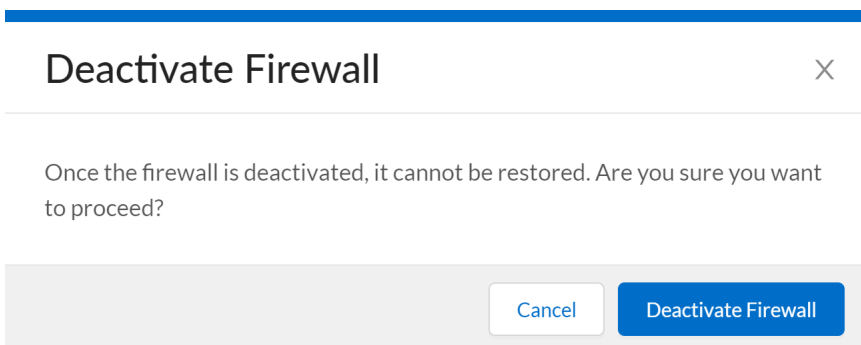 Deactivate Firewall
X
Once the firewall is deactivated, it cannot be restored. Are you sure you want
to proceed?
Cancel
Deactivate Firewall